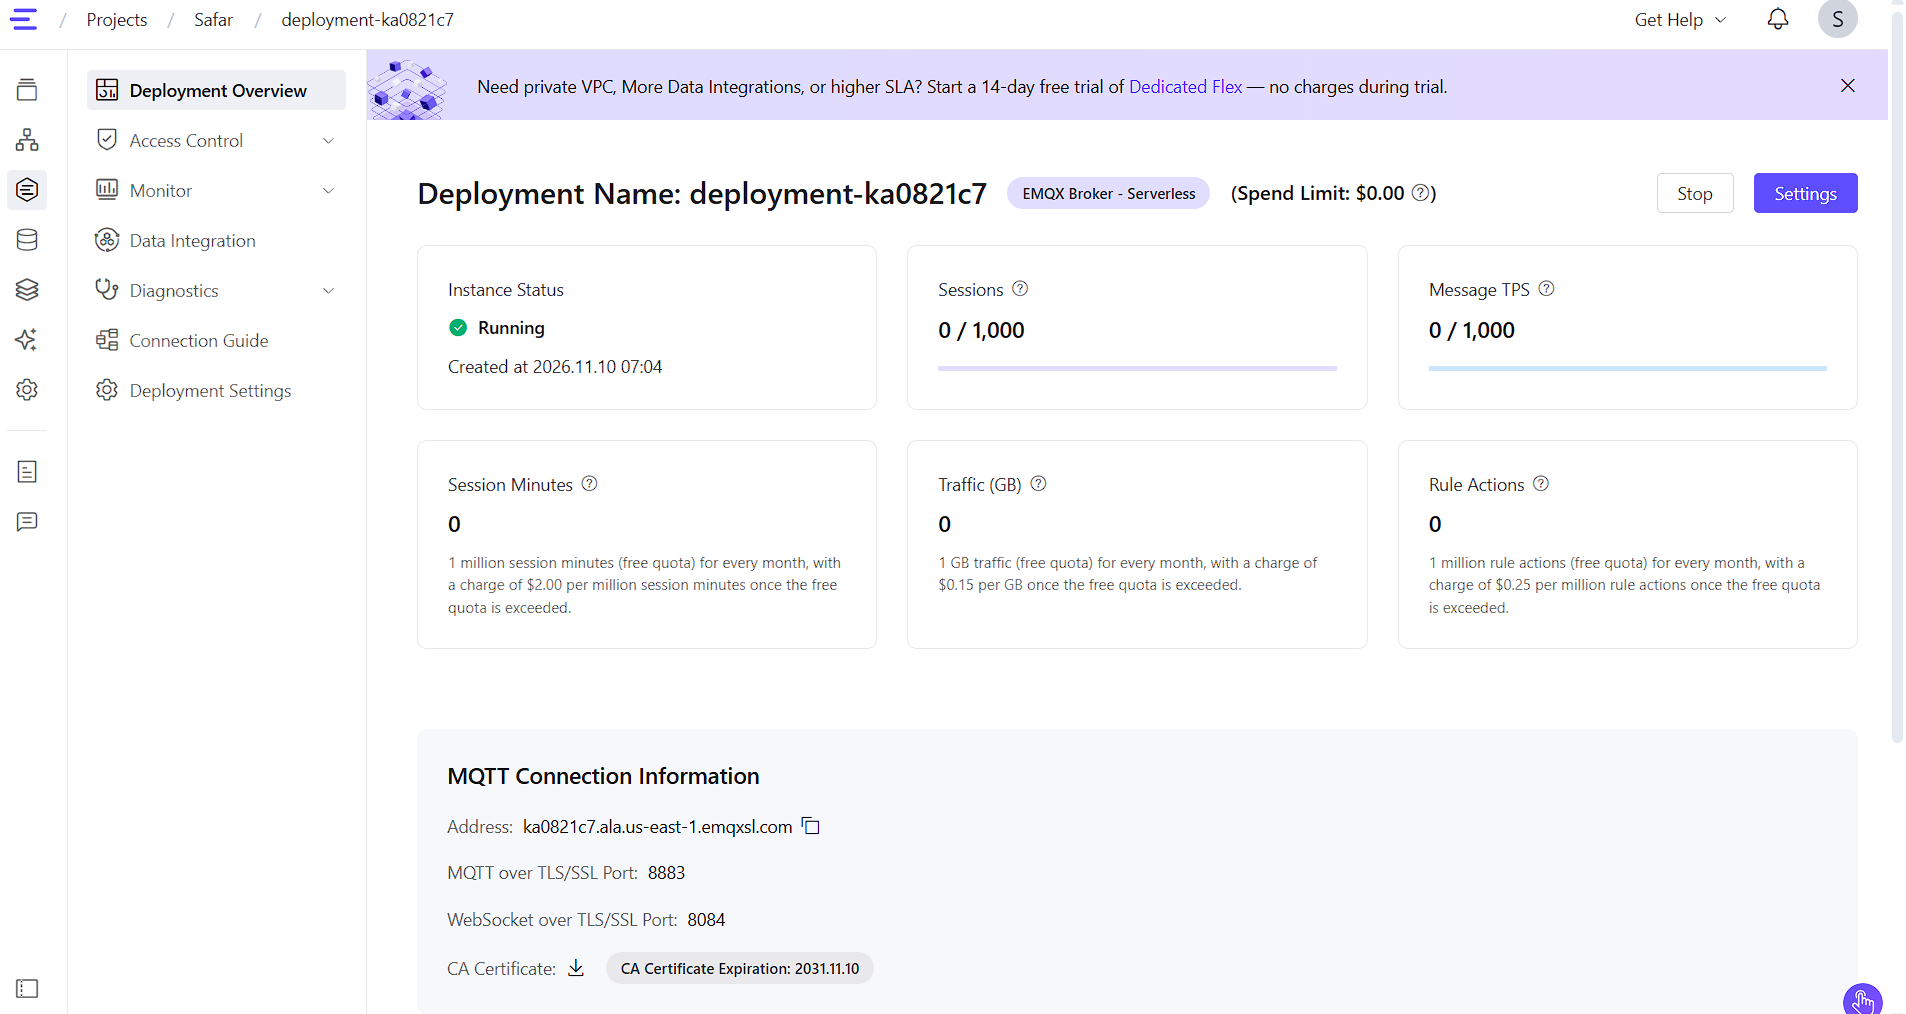 / Projects / Safar / deployment-ka0821c7
Get Help
S
Deployment Overview
Access Control
Monitor
Data Integration
Diagnostics
Connection Guide
Deployment Settings
Need private VPC, More Data Integrations, or higher SLA? Start a 14-day free trial of Dedicated Flex — no charges during trial.
Deployment Name: deployment-ka0821c7
EMQX Broker - Serverless
(Spend Limit: $0.00 ?)
Stop
Settings
Instance Status
Running
Created at 2026.11.10 07:04
Sessions ?
0 / 1,000
Message TPS ?
0 / 1,000
Session Minutes ?
0
1 million session minutes (free quota) for every month, with
a charge of $2.00 per million session minutes once the free
quota is exceeded.
Traffic (GB) ?
0
1 GB traffic (free quota) for every month, with a charge of
$0.15 per GB once the free quota is exceeded.
Rule Actions ?
0
1 million rule actions (free quota) for every month, with a
charge of $0.25 per million rule actions once the free quota
is exceeded.
MQTT Connection Information
Address: ka0821c7.ala.us-east-1.emqxsl.com
MQTT over TLS/SSL Port: 8883
WebSocket over TLS/SSL Port: 8084
CA Certificate:
CA Certificate Expiration: 2031.11.10